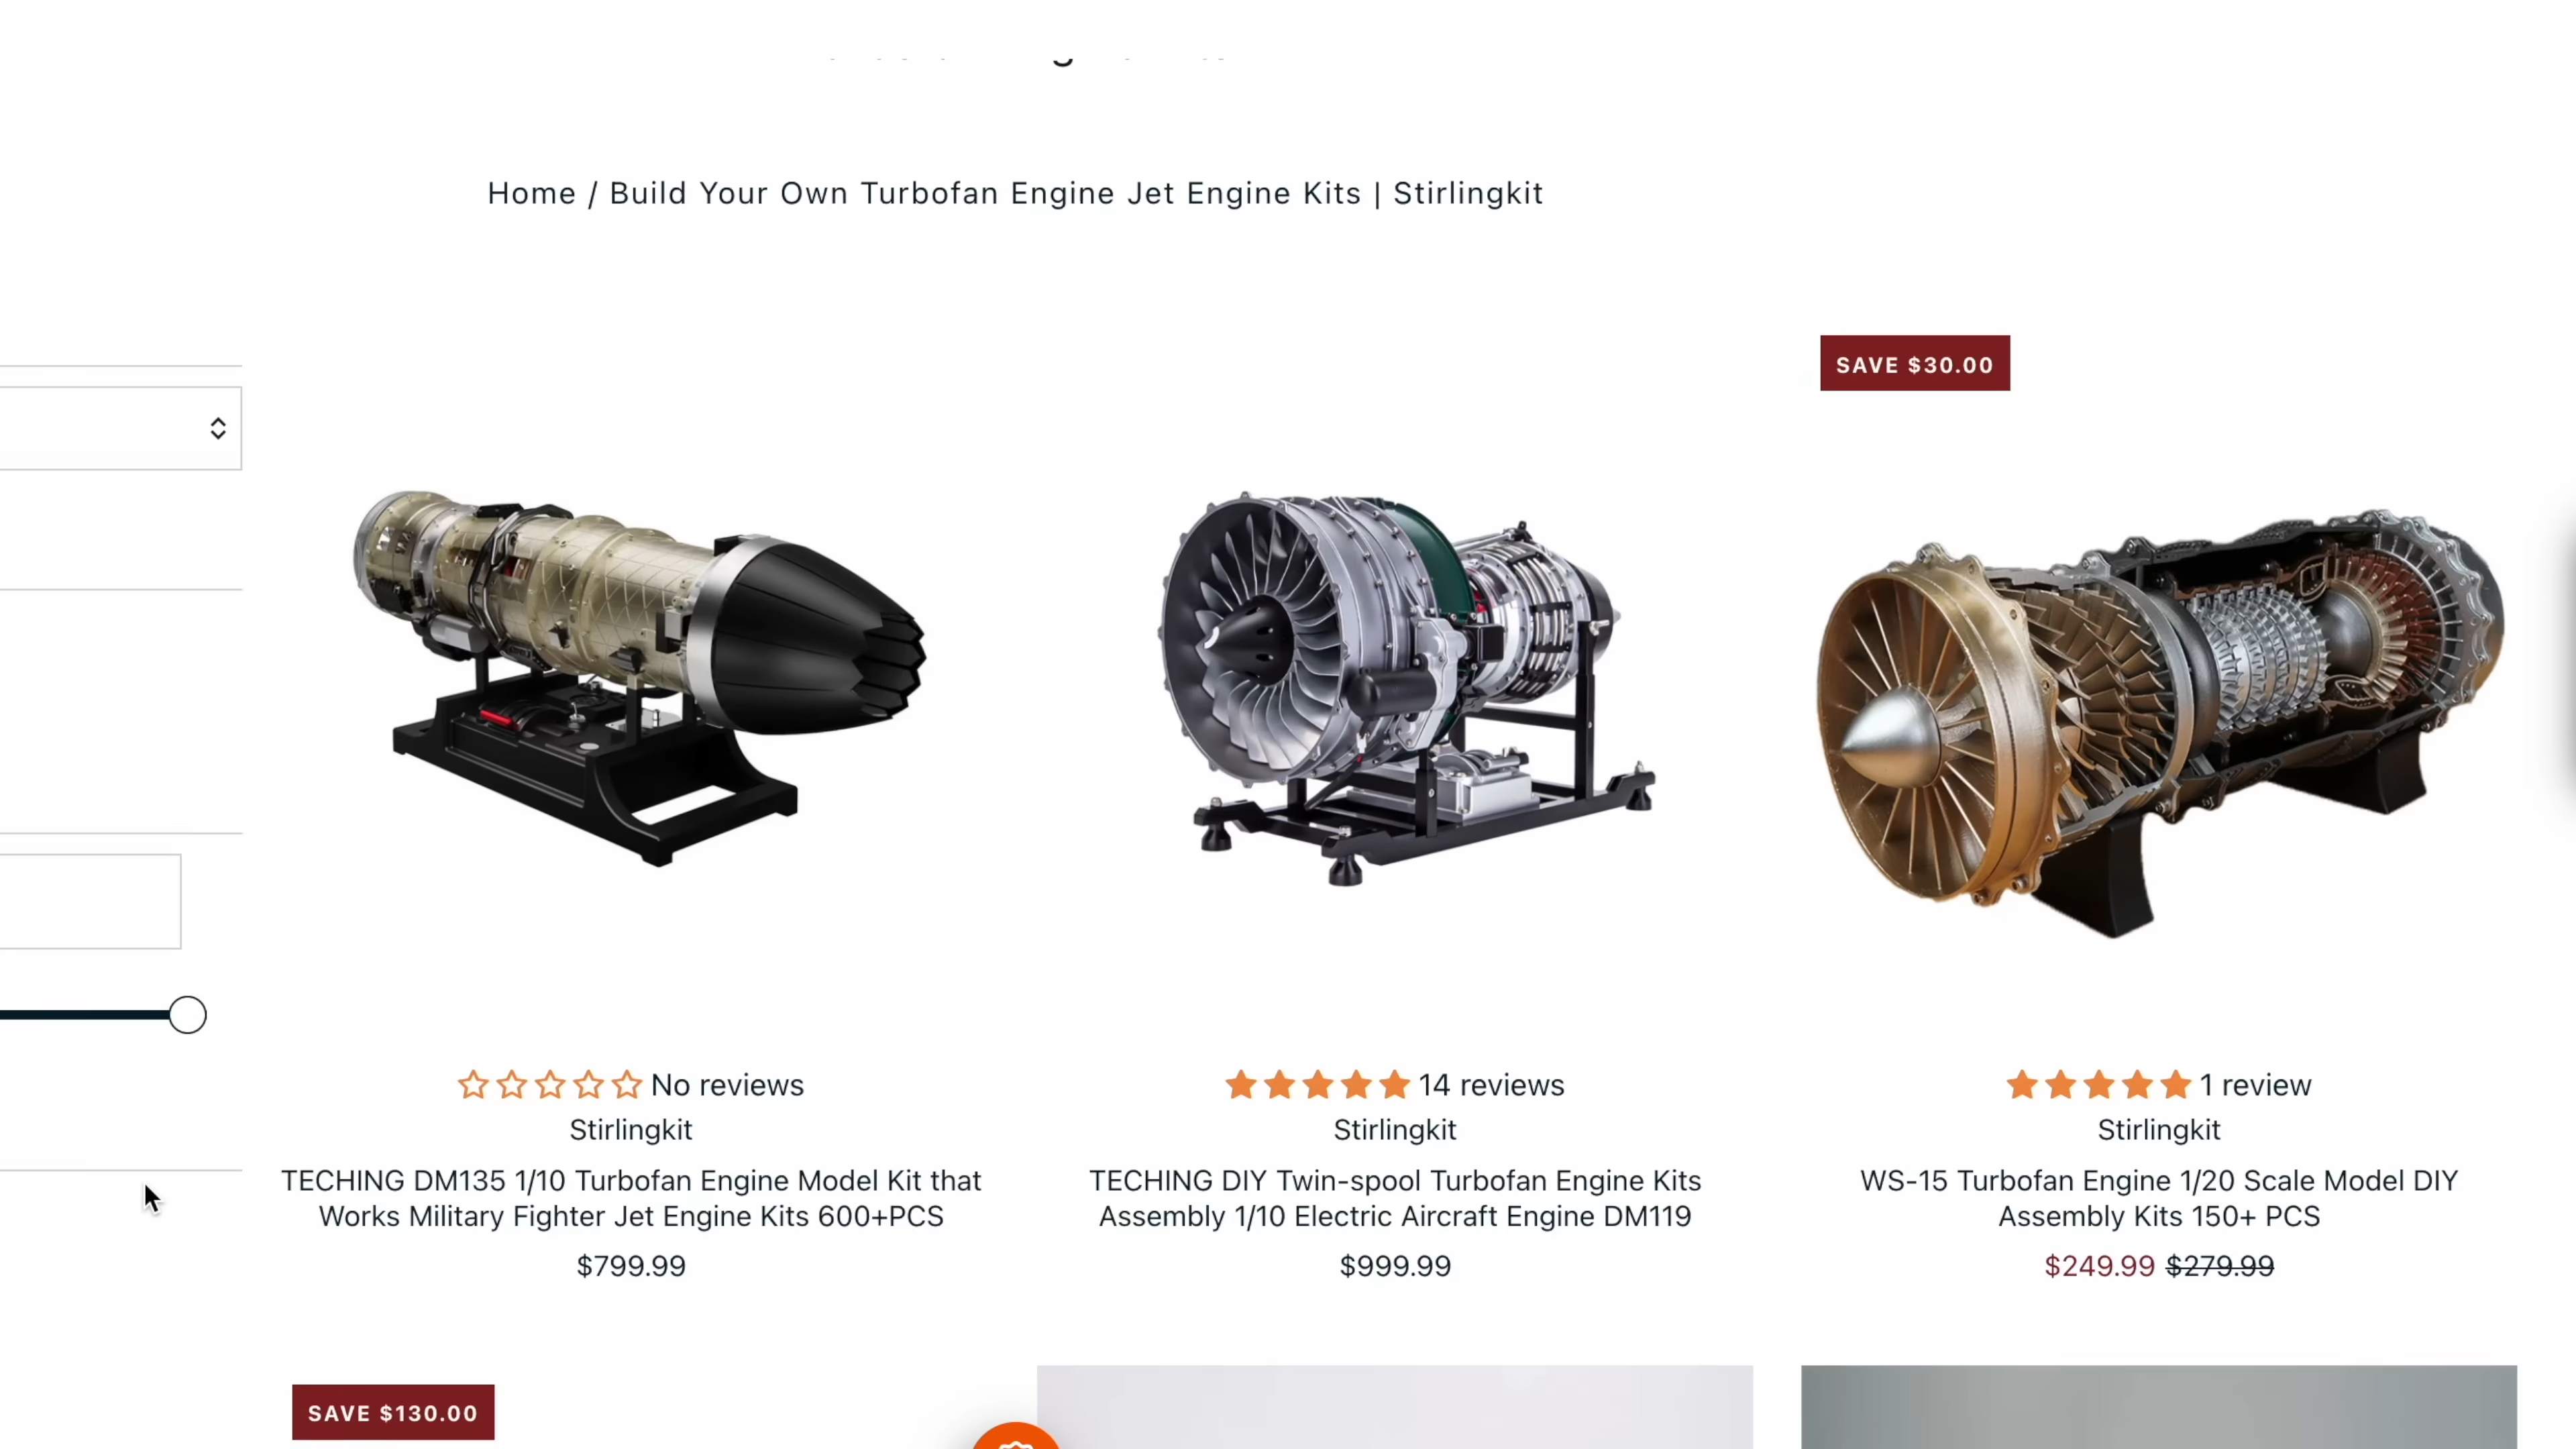 Home / Build Your Own Turbofan Engine Jet Engine Kits | Stirlingkit
SAVE $30.00
No reviews
Stirlingkit
TECHING DM135 1/10 Turbofan Engine Model Kit that
Works Military Fighter Jet Engine Kits 600+PCS
$799.99
14 reviews
Stirlingkit
TECHING DIY Twin-spool Turbofan Engine Kits
Assembly 1/10 Electric Aircraft Engine DM119
$999.99
1 review
Stirlingkit
WS-15 Turbofan Engine 1/20 Scale Model DIY
Assembly Kits 150+ PCS
$249.99 $279.99
SAVE $130.00